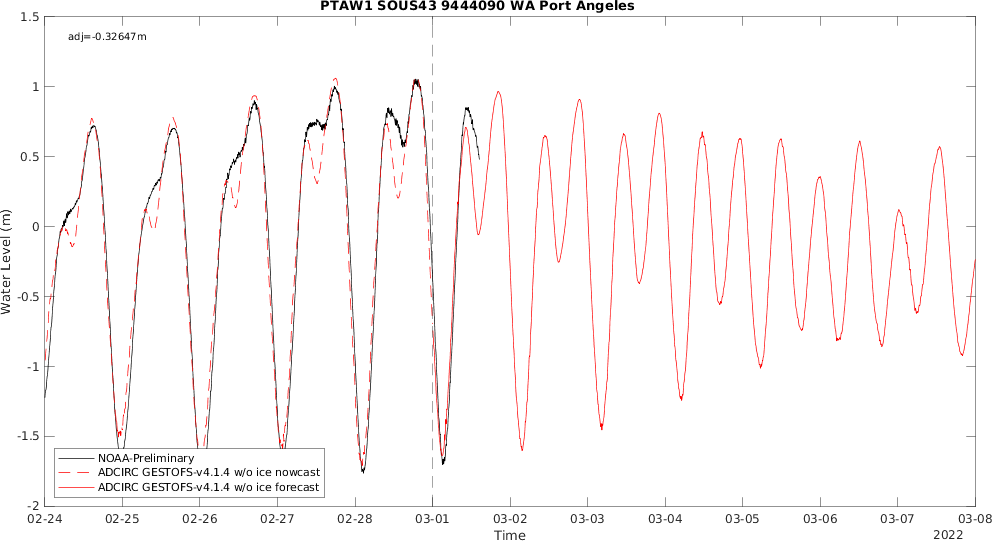 PTAW1 SOUS43 9444090 WA Port Angeles
adj=-0.32647m
1.5
1
0.5
0
-0.5
-1
-1.5
-2
Water Level (m)
NOAA-Preliminary
ADCIRC GESTOFS-v4.1.4 w/o ice nowcast
ADCIRC GESTOFS-v4.1.4 w/o ice forecast
02-24 02-25 02-26 02-27 02-28 03-01 03-02 03-03 03-04 03-05 03-06 03-07 03-08
Time
2022